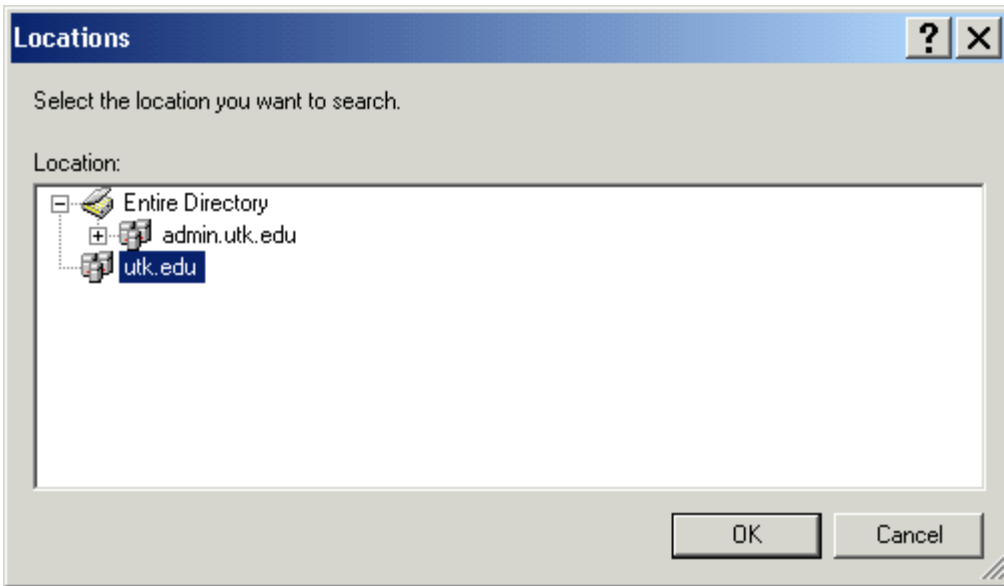 Locations
Select the location you want to search.
Location:
Entire Directory
admin.utk.edu
utk.edu
OK Cancel